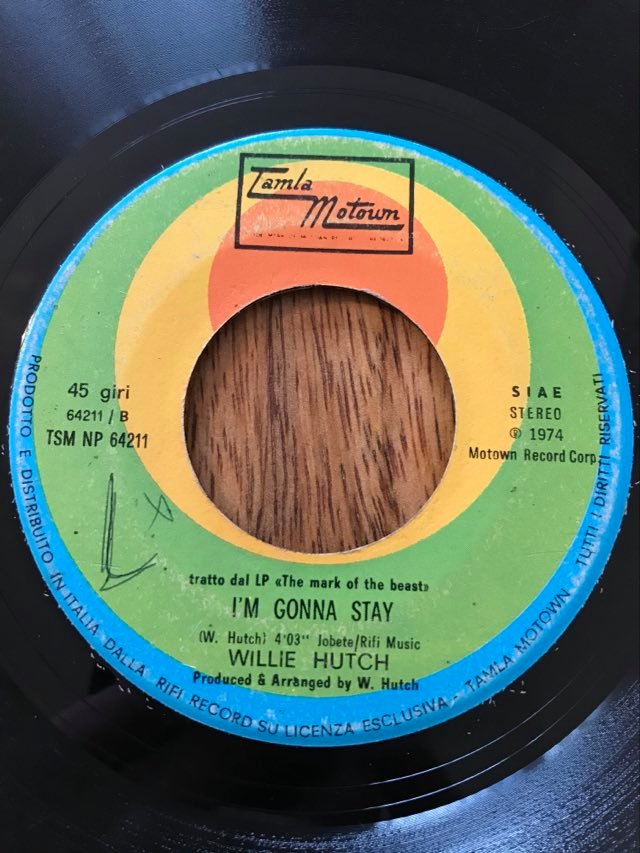 Tamla
Motown
45 giri
64211 / B
TSM NP 64211
SIAE
STEREO
℗ 1974
Motown Record Corp.
tratto dal LP «The mark of the beast»
I'M GONNA STAY
(W. Hutch) 4'03'' Jobete/Rifi Music
WILLIE HUTCH
Produced & Arranged by W. Hutch
PRODOTTO E DISTRIBUITO IN ITALIA DALLA RIFI RECORD SU LICENZA ESCLUSIVA - TAMLA MOTOWN TUTTI I DIRITTI RISERVATI